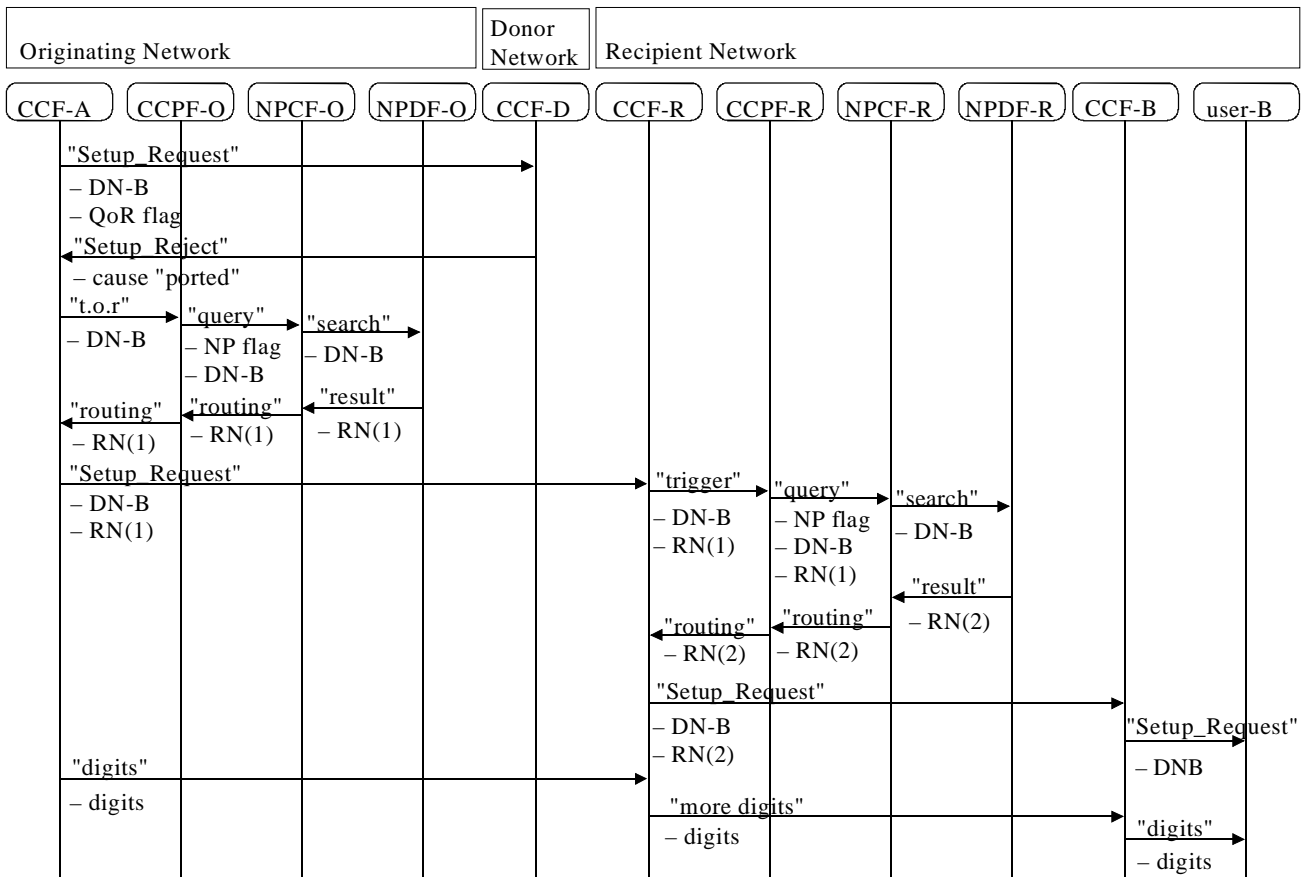 Originating Network
Donor
Network
Recipient Network
CCF-A
CCPF-O
NPCF-O
NPDF-O
CCF-D
CCF-R
CCPF-R
NPCF-R
NPDF-R
CCF-B
user-B
"Setup_Request"
– DN-B
– QoR flag
"Setup_Reject"
– cause "ported"
"t.o.r"
– DN-B
"query"
– NP flag
– DN-B
"search"
– DN-B
"result"
– RN(1)
"routing"
– RN(1)
"routing"
– RN(1)
"Setup_Request"
– DN-B
– RN(1)
"trigger"
– DN-B
– RN(1)
"query"
– NP flag
– DN-B
– RN(1)
"search"
– DN-B
"result"
– RN(2)
"routing"
– RN(2)
"routing"
– RN(2)
"Setup_Request"
– DN-B
– RN(2)
"Setup_Request"
– DNB
"digits"
– digits
"more digits"
– digits
"digits"
– digits